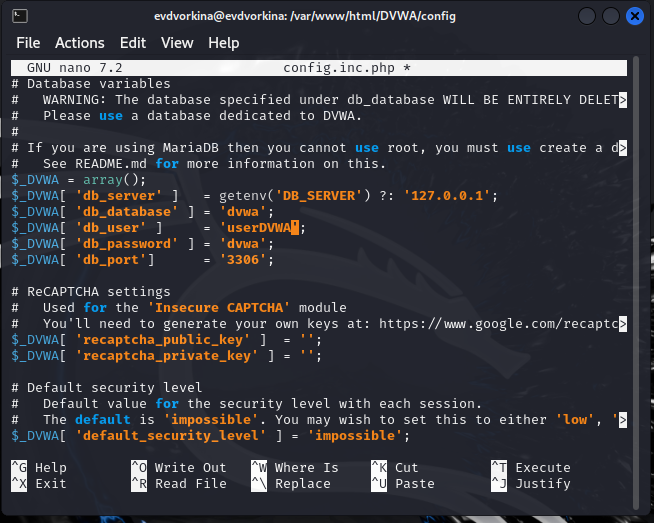 evdvorkina@evdvorkina: /var/www/html/DVWA/config
File Actions Edit View Help
GNU nano 7.2 config.inc.php *
# Database variables
#   WARNING: The database specified under db_database WILL BE ENTIRELY DELET>
#   Please use a database dedicated to DVWA.
#
# If you are using MariaDB then you cannot use root, you must use create a d>
#   See README.md for more information on this.
$_DVWA = array();
$_DVWA[ 'db_server' ]   = getenv('DB_SERVER') ?: '127.0.0.1';
$_DVWA[ 'db_database' ] = 'dvwa';
$_DVWA[ 'db_user' ]     = 'userDVWA';
$_DVWA[ 'db_password' ] = 'dvwa';
$_DVWA[ 'db_port']      = '3306';
# ReCAPTCHA settings
#   Used for the 'Insecure CAPTCHA' module
#   You'll need to generate your own keys at: https://www.google.com/recaptc>
$_DVWA[ 'recaptcha_public_key' ]  = '';
$_DVWA[ 'recaptcha_private_key' ] = '';
# Default security level
#   Default value for the security level with each session.
#   The default is 'impossible'. You may wish to set this to either 'low', '>
$_DVWA[ 'default_security_level' ] = 'impossible';
^G Help ^O Write Out ^W Where Is ^K Cut ^T Execute
^X Exit ^R Read File ^\ Replace ^U Paste ^J Justify